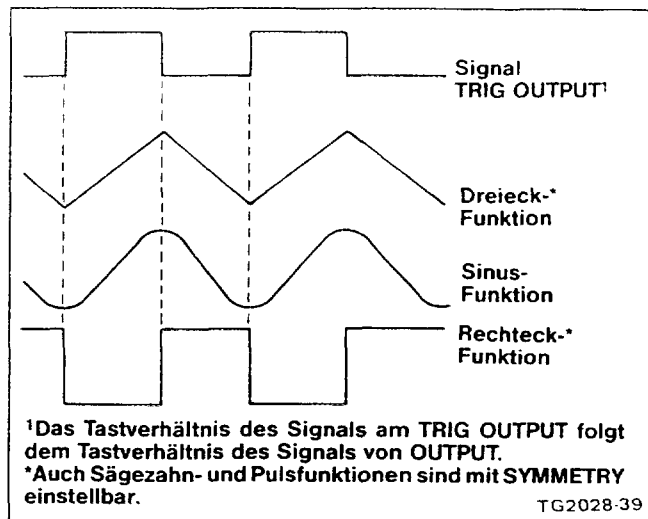 Signal
TRIG OUTPUT¹
Dreieck-*
Funktion
Sinus-
Funktion
Rechteck-*
Funktion
¹Das Tastverhältnis des Signals am TRIG OUTPUT folgt
dem Tastverhältnis des Signals von OUTPUT.
*Auch Sägezahn- und Pulsfunktionen sind mit SYMMETRY
einstellbar.
TG2028-39